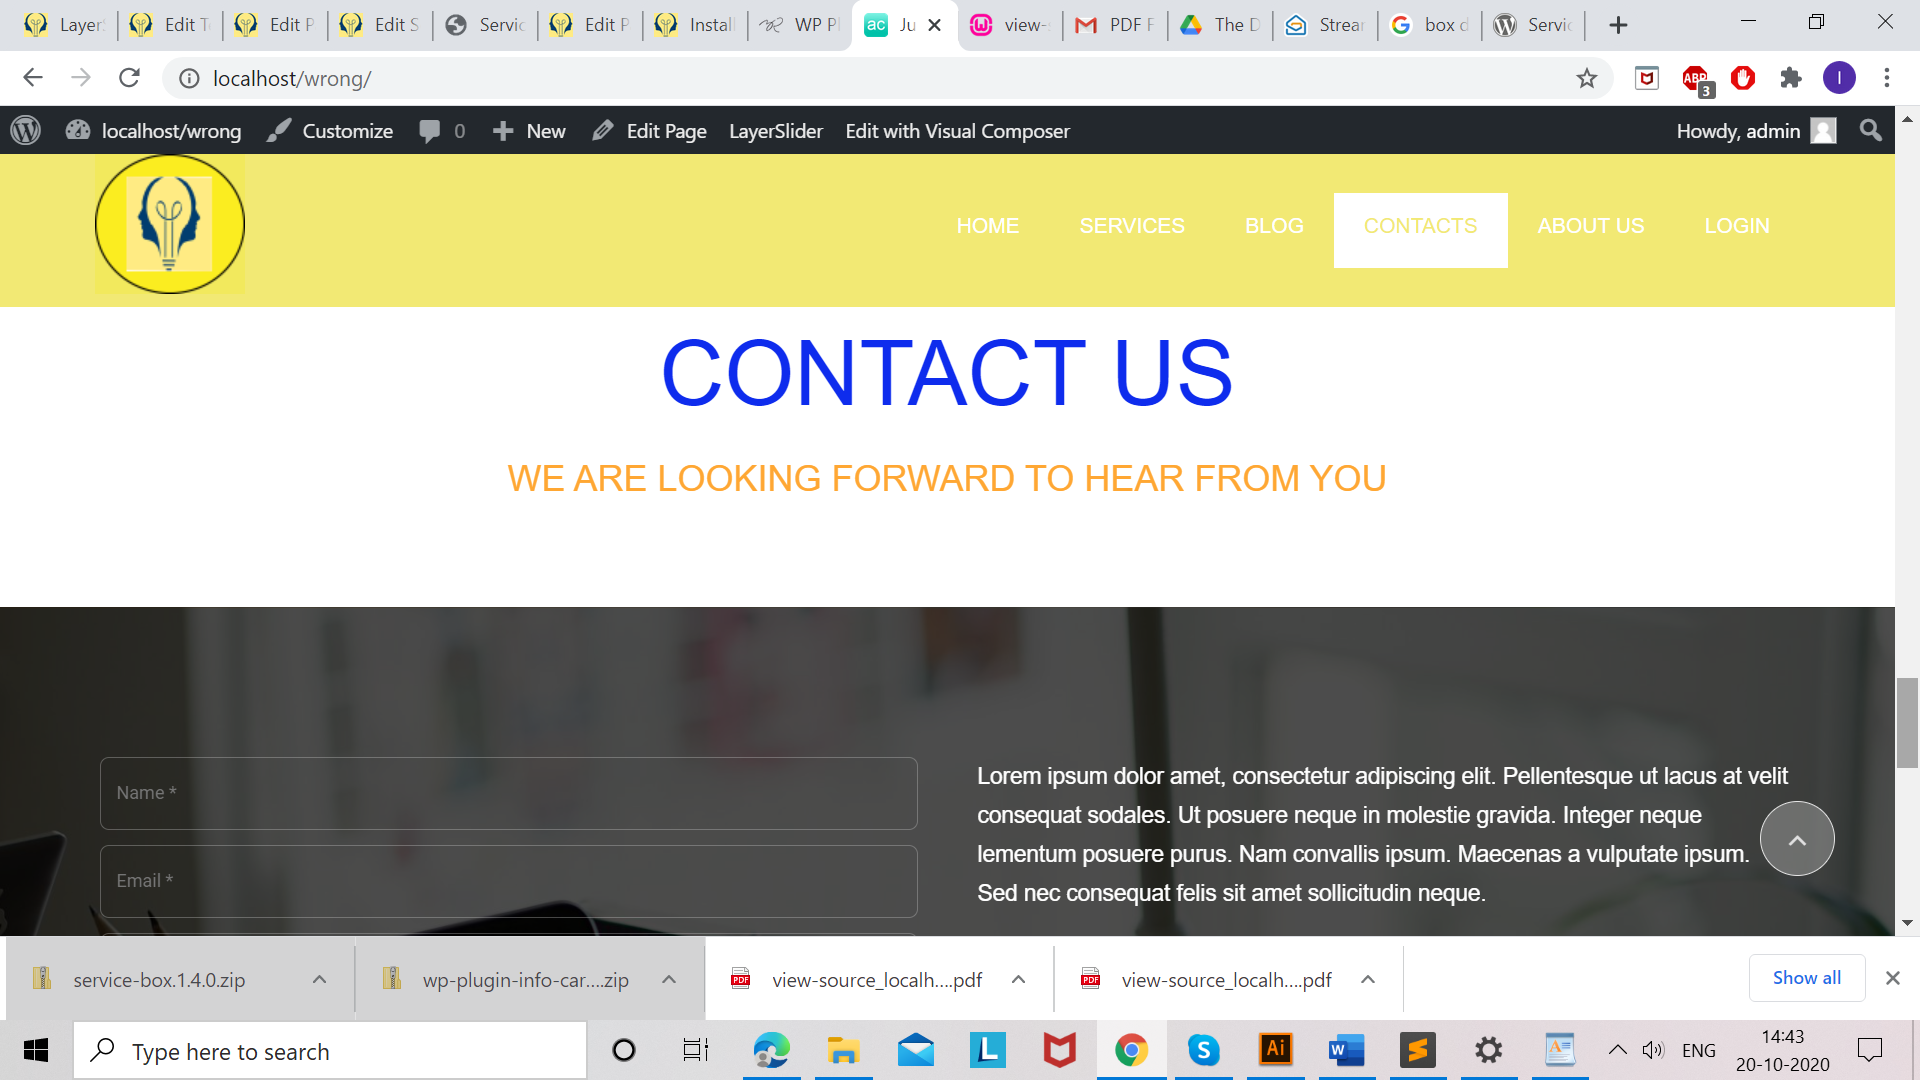 Layer Edit T Edit P Edit S Servic Edit P Install WP Pl ac Ju view- PDF F The D Strear box d Servic
localhost/wrong/ ABP 3 I
localhost/wrong Customize 0 New Edit Page LayerSlider Edit with Visual Composer Howdy, admin
HOME SERVICES BLOG CONTACTS ABOUT US LOGIN
CONTACT US
WE ARE LOOKING FORWARD TO HEAR FROM YOU
Name *
Email *
Lorem ipsum dolor amet, consectetur adipiscing elit. Pellentesque ut lacus at velit
consequat sodales. Ut posuere neque in molestie gravida. Integer neque
lementum posuere purus. Nam convallis ipsum. Maecenas a vulputate ipsum.
Sed nec consequat felis sit amet sollicitudin neque.
service-box.1.4.0.zip wp-plugin-info-car....zip view-source_localh....pdf view-source_localh....pdf Show all
Type here to search L S Ai W S ENG 14:43
20-10-2020